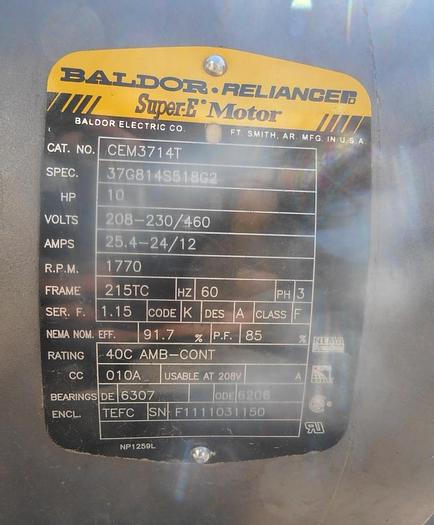 BALDOR • RELIANCE
Super-E Motor
BALDOR ELECTRIC CO. FT. SMITH, AR. MFG. IN U.S.A.
CAT. NO. CEM3714T
SPEC. 37G814S518G2
HP 10
VOLTS 208-230/460
AMPS 25.4-24/12
R.P.M. 1770
FRAME 215TC HZ 60 PH 3
SER. F. 1.15 CODE K DES A CLASS F
NEMA NOM. EFF. 91.7 % P.F. 85 %
RATING 40C AMB-CONT
CC 010A USABLE AT 208V A
BEARINGS DE 6307 ODE 6206
ENCL. TEFC SN F1111031150
NP1259L